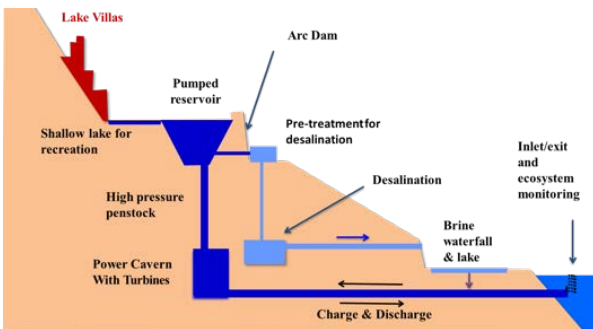 Lake Villas
Arc Dam
Pumped
reservoir
Shallow lake for
recreation
Pre-treatment for
desalination
Inlet/exit
and
ecosystem
monitoring
High pressure
penstock
Desalination
Brine
waterfall
& lake
Power Cavern
With Turbines
Charge & Discharge